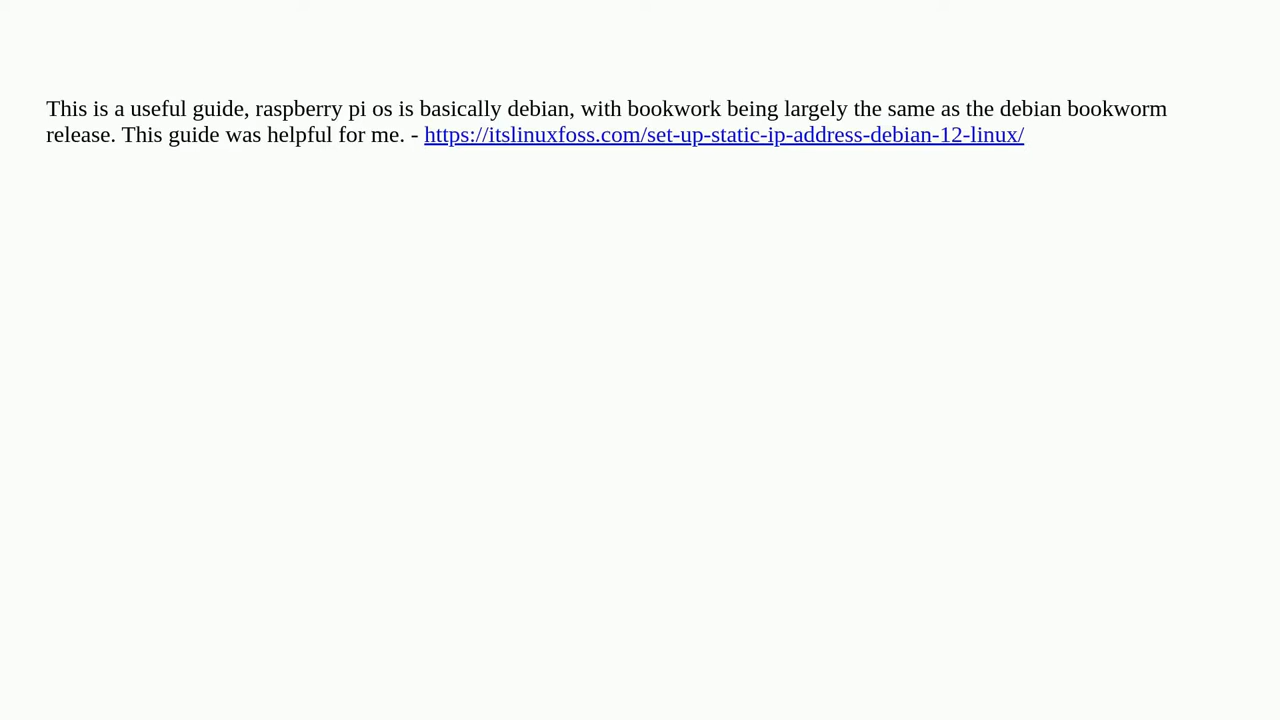 This is a useful guide, raspberry pi os is basically debian, with bookwork being largely the same as the debian bookworm
release. This guide was helpful for me. - https://itslinuxfoss.com/set-up-static-ip-address-debian-12-linux/